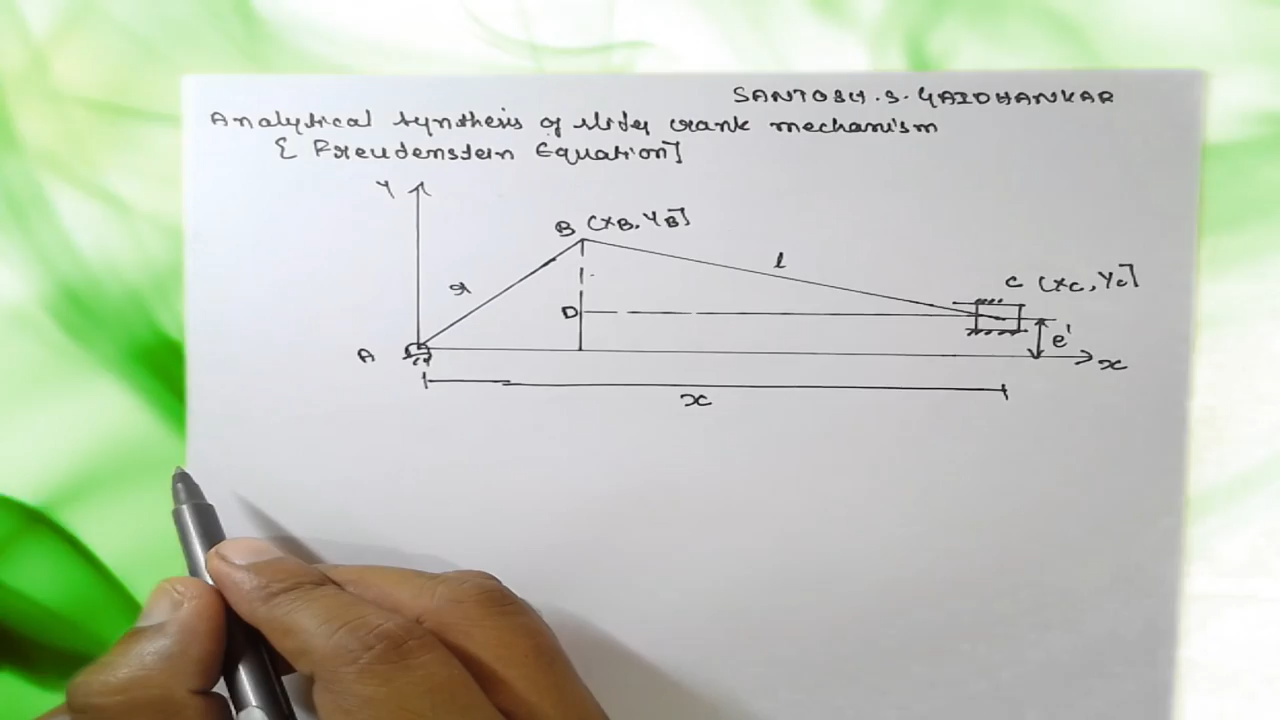 SANTOSH.S.GAIDHANKAR
Analytical synthesis of slider crank mechanism
[Freudenstein Equation]
Y
B (XB, YB]
l
r
C (XC, YC]
D
e'
A
x
x